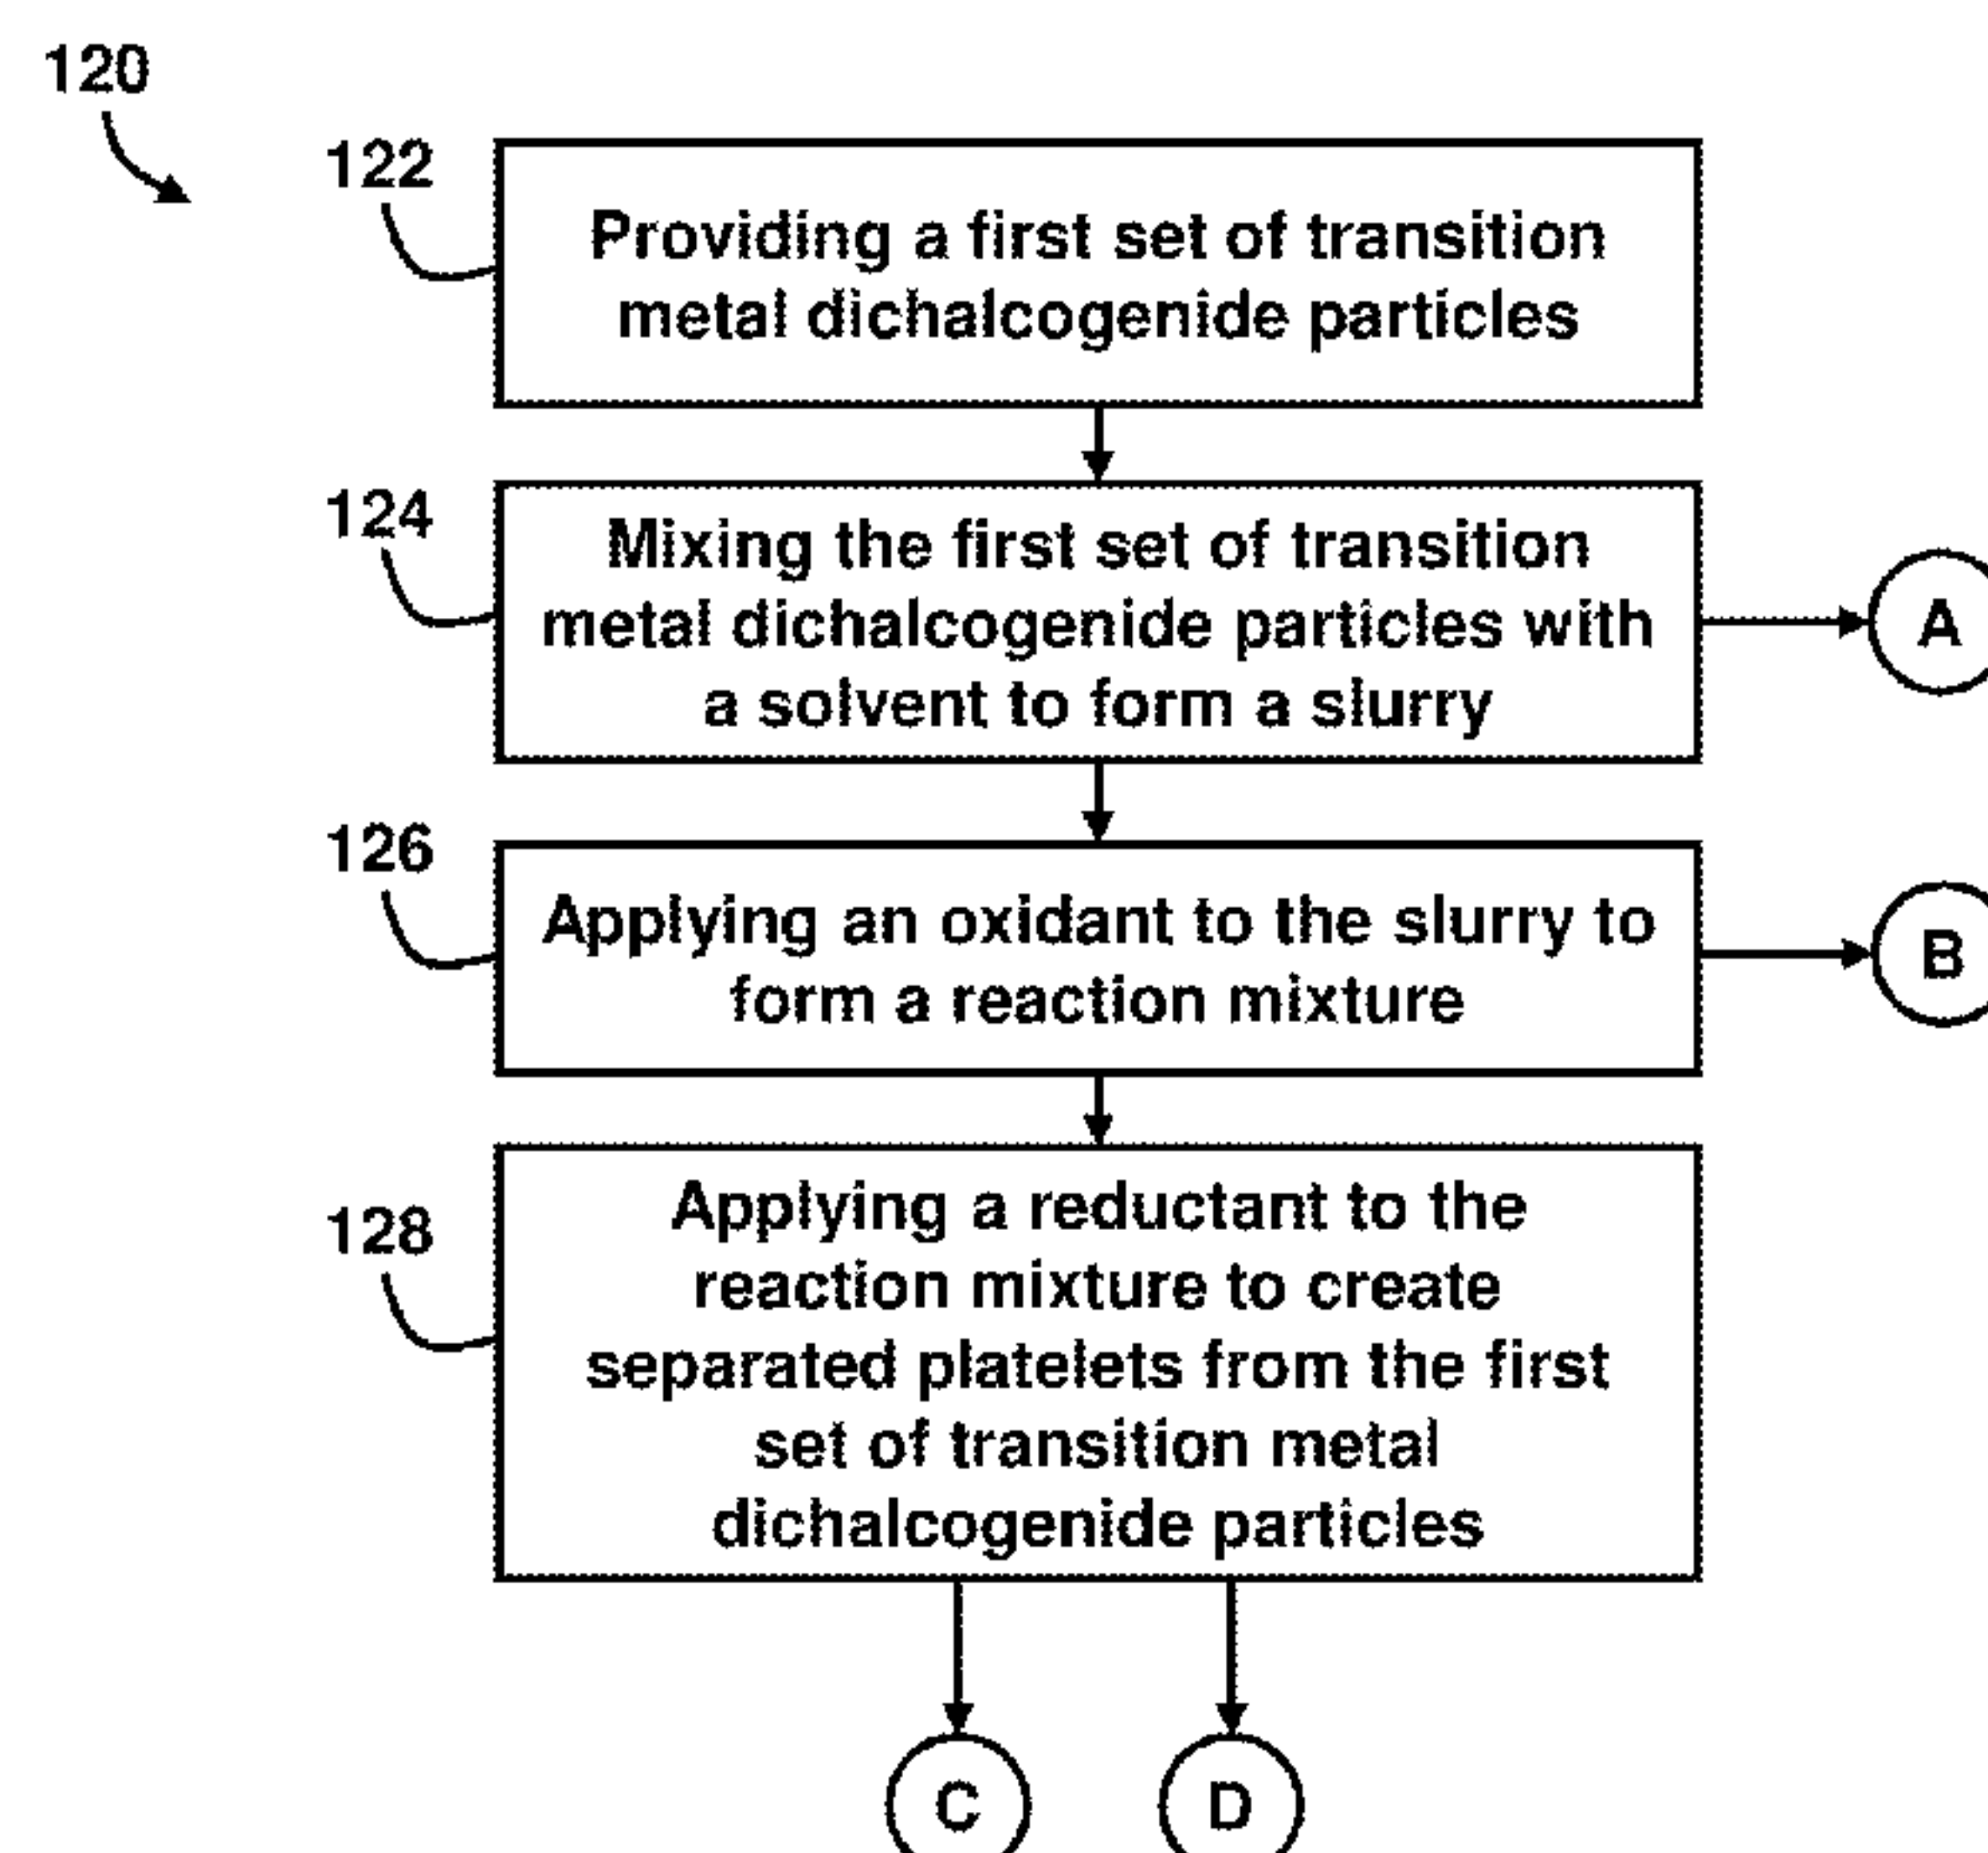 120
122
Providing a first set of transition
metal dichalcogenide particles
124
Mixing the first set of transition
metal dichalcogenide particles with
a solvent to form a slurry
A
126
Applying an oxidant to the slurry to
form a reaction mixture
B
128
Applying a reductant to the
reaction mixture to create
separated platelets from the first
set of transition metal
dichalcogenide particles
C
D